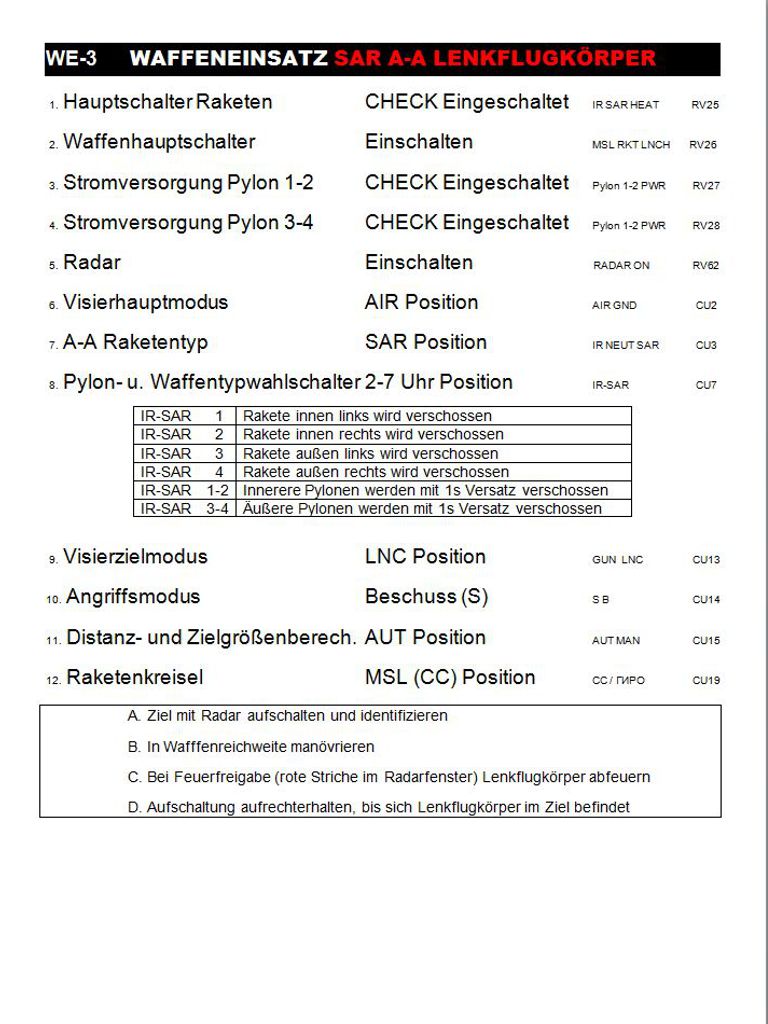 WE-3 WAFFENEINSATZ SAR A-A LENKFLUGKÖRPER
1. Hauptschalter Raketen CHECK Eingeschaltet IR SAR HEAT RV25
2. Waffenhauptschalter Einschalten MSL RKT LNCH RV26
3. Stromversorgung Pylon 1-2 CHECK Eingeschaltet Pylon 1-2 PWR RV27
4. Stromversorgung Pylon 3-4 CHECK Eingeschaltet Pylon 1-2 PWR RV28
5. Radar Einschalten RADAR ON RV62
6. Visierhauptmodus AIR Position AIR GND CU2
7. A-A Raketentyp SAR Position IR NEUT SAR CU3
8. Pylon- u. Waffentypwahlschalter 2-7 Uhr Position IR-SAR CU7
IR-SAR 1 Rakete innen links wird verschossen
IR-SAR 2 Rakete innen rechts wird verschossen
IR-SAR 3 Rakete außen links wird verschossen
IR-SAR 4 Rakete außen rechts wird verschossen
IR-SAR 1-2 Innerere Pylonen werden mit 1s Versatz verschossen
IR-SAR 3-4 Äußere Pylonen werden mit 1s Versatz verschossen
9. Visierzielmodus LNC Position GUN LNC CU13
10. Angriffsmodus Beschuss (S) S B CU14
11. Distanz- und Zielgrößenberech. AUT Position AUT MAN CU15
12. Raketenkreisel MSL (CC) Position CC / ГИРО CU19
A. Ziel mit Radar aufschalten und identifizieren
B. In Wafffenreichweite manövrieren
C. Bei Feuerfreigabe (rote Striche im Radarfenster) Lenkflugkörper abfeuern
D. Aufschaltung aufrechterhalten, bis sich Lenkflugkörper im Ziel befindet